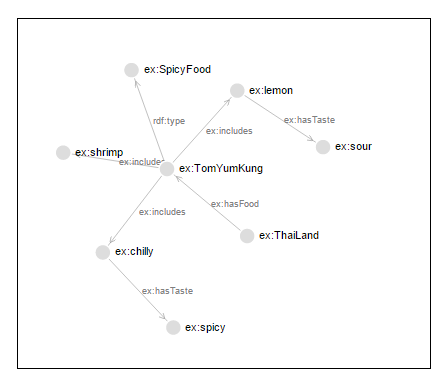 ex:SpicyFood
ex:lemon
rdf:type
ex:includes
ex:hasTaste
ex:sour
ex:shrimp
ex:includes
ex:TomYumKung
ex:includes
ex:hasFood
ex:ThaiLand
ex:chilly
ex:hasTaste
ex:spicy